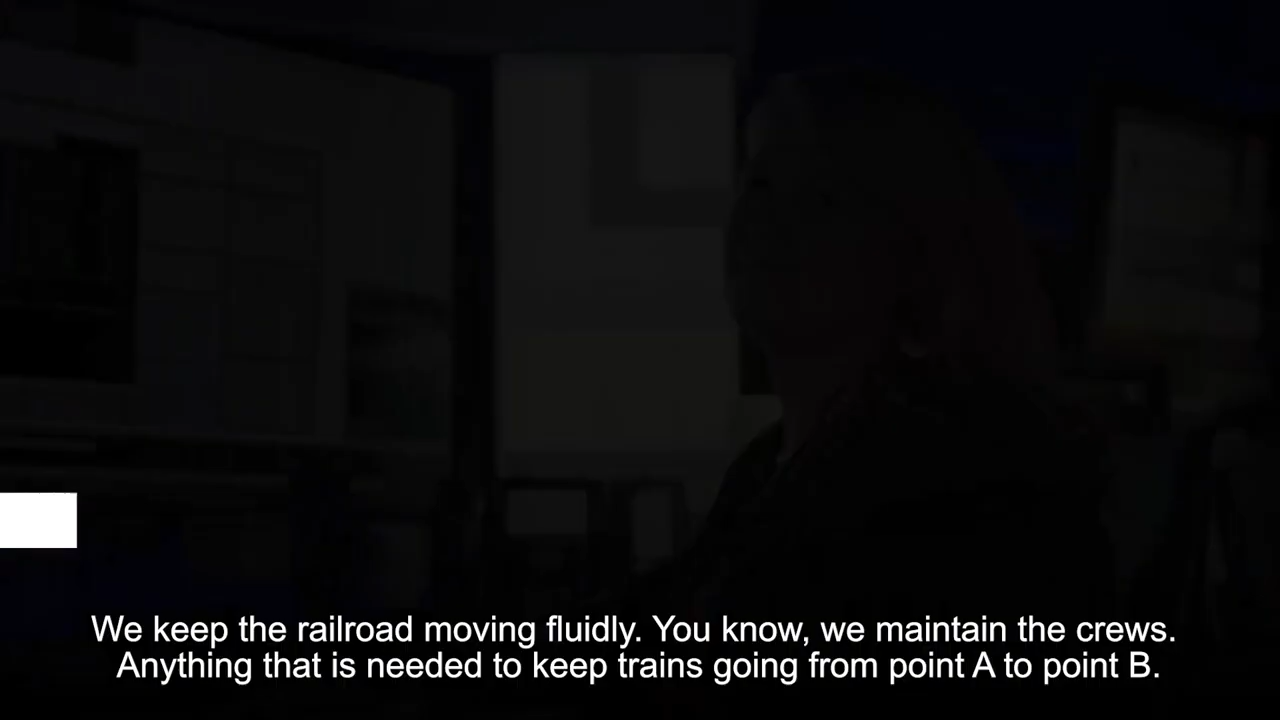 We keep the railroad moving fluidly. You know, we maintain the crews.
Anything that is needed to keep trains going from point A to point B.